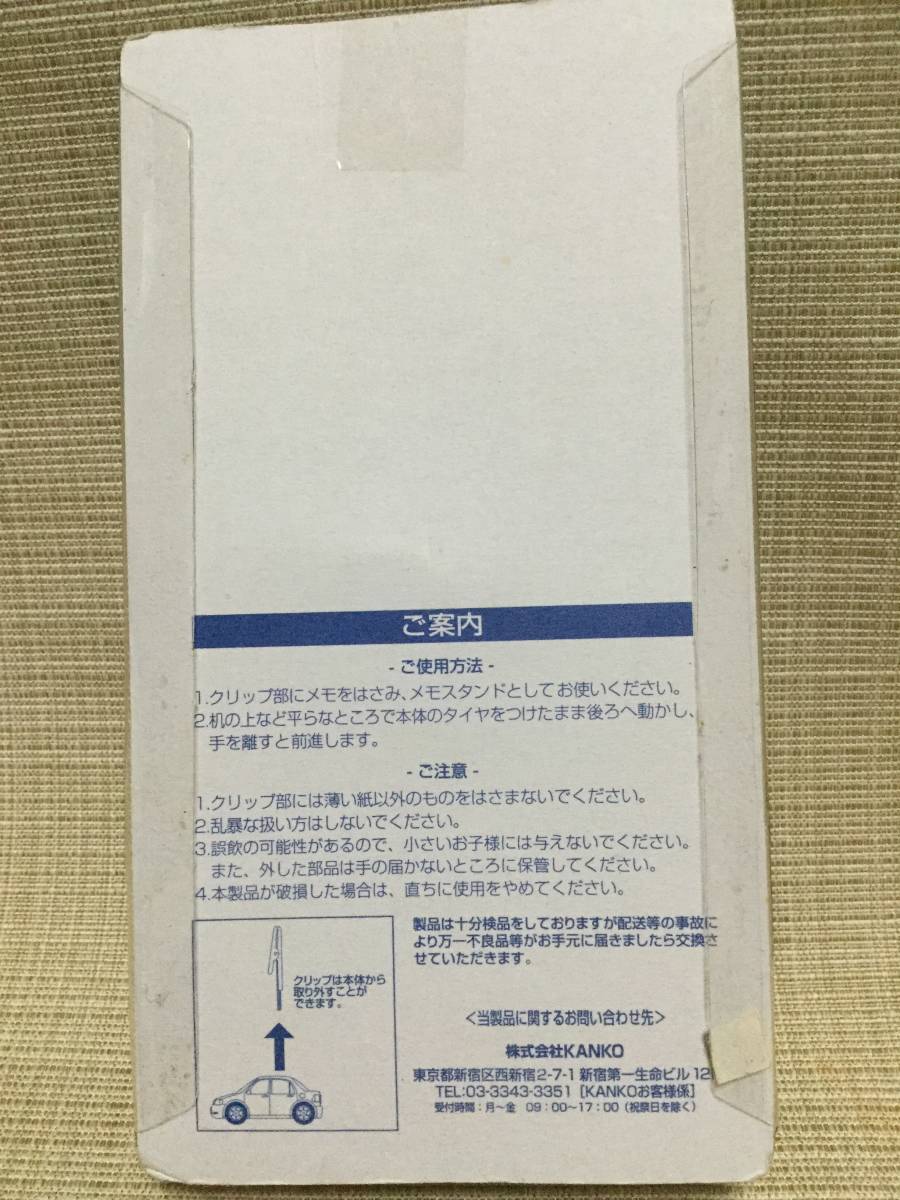 ご案内
- ご使用方法 -
1.クリップ部にメモをはさみ、メモスタンドとしてお使いください。
2.机の上など平らなところで本体のタイヤをつけたまま後ろへ動かし、
手を離すと前進します。
- ご注意 -
1.クリップ部には薄い紙以外のものをはさまないでください。
2.乱暴な扱い方はしないでください。
3.誤飲の可能性があるので、小さいお子様には与えないでください。
また、外した部品は手の届かないところに保管してください。
4.本製品が破損した場合は、直ちに使用をやめてください。
クリップは本体から
取り外すことが
できます。
製品は十分検品をしておりますが配送等の事故に
より万一不良品等がお手元に届きましたら交換さ
せていただきます。
<当製品に関するお問い合わせ先>
株式会社KANKO
東京都新宿区西新宿2-7-1 新宿第一生命ビル 12
TEL:03-3343-3351 [KANKOお客様係]
受付時間:月~金 09:00~17:00(祝祭日を除く)